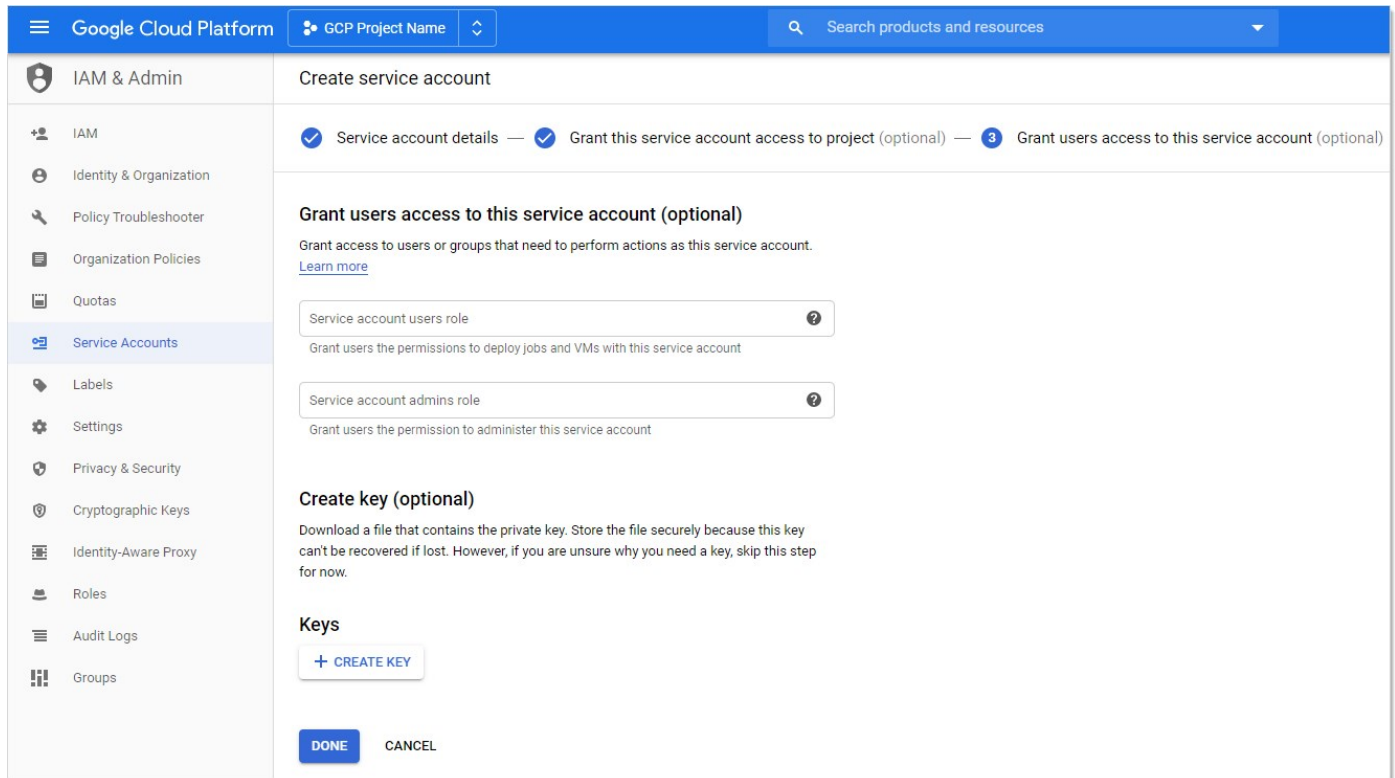 Google Cloud Platform
GCP Project Name
Search products and resources
IAM & Admin
Create service account
IAM
Identity & Organization
Policy Troubleshooter
Organization Policies
Quotas
Service Accounts
Labels
Settings
Privacy & Security
Cryptographic Keys
Identity-Aware Proxy
Roles
Audit Logs
Groups
Service account details — Grant this service account access to project (optional) — 3 Grant users access to this service account (optional)
Grant users access to this service account (optional)
Grant access to users or groups that need to perform actions as this service account.
Learn more
Service account users role
Grant users the permissions to deploy jobs and VMs with this service account
Service account admins role
Grant users the permission to administer this service account
Create key (optional)
Download a file that contains the private key. Store the file securely because this key
can't be recovered if lost. However, if you are unsure why you need a key, skip this step
for now.
Keys
+ CREATE KEY
DONE CANCEL